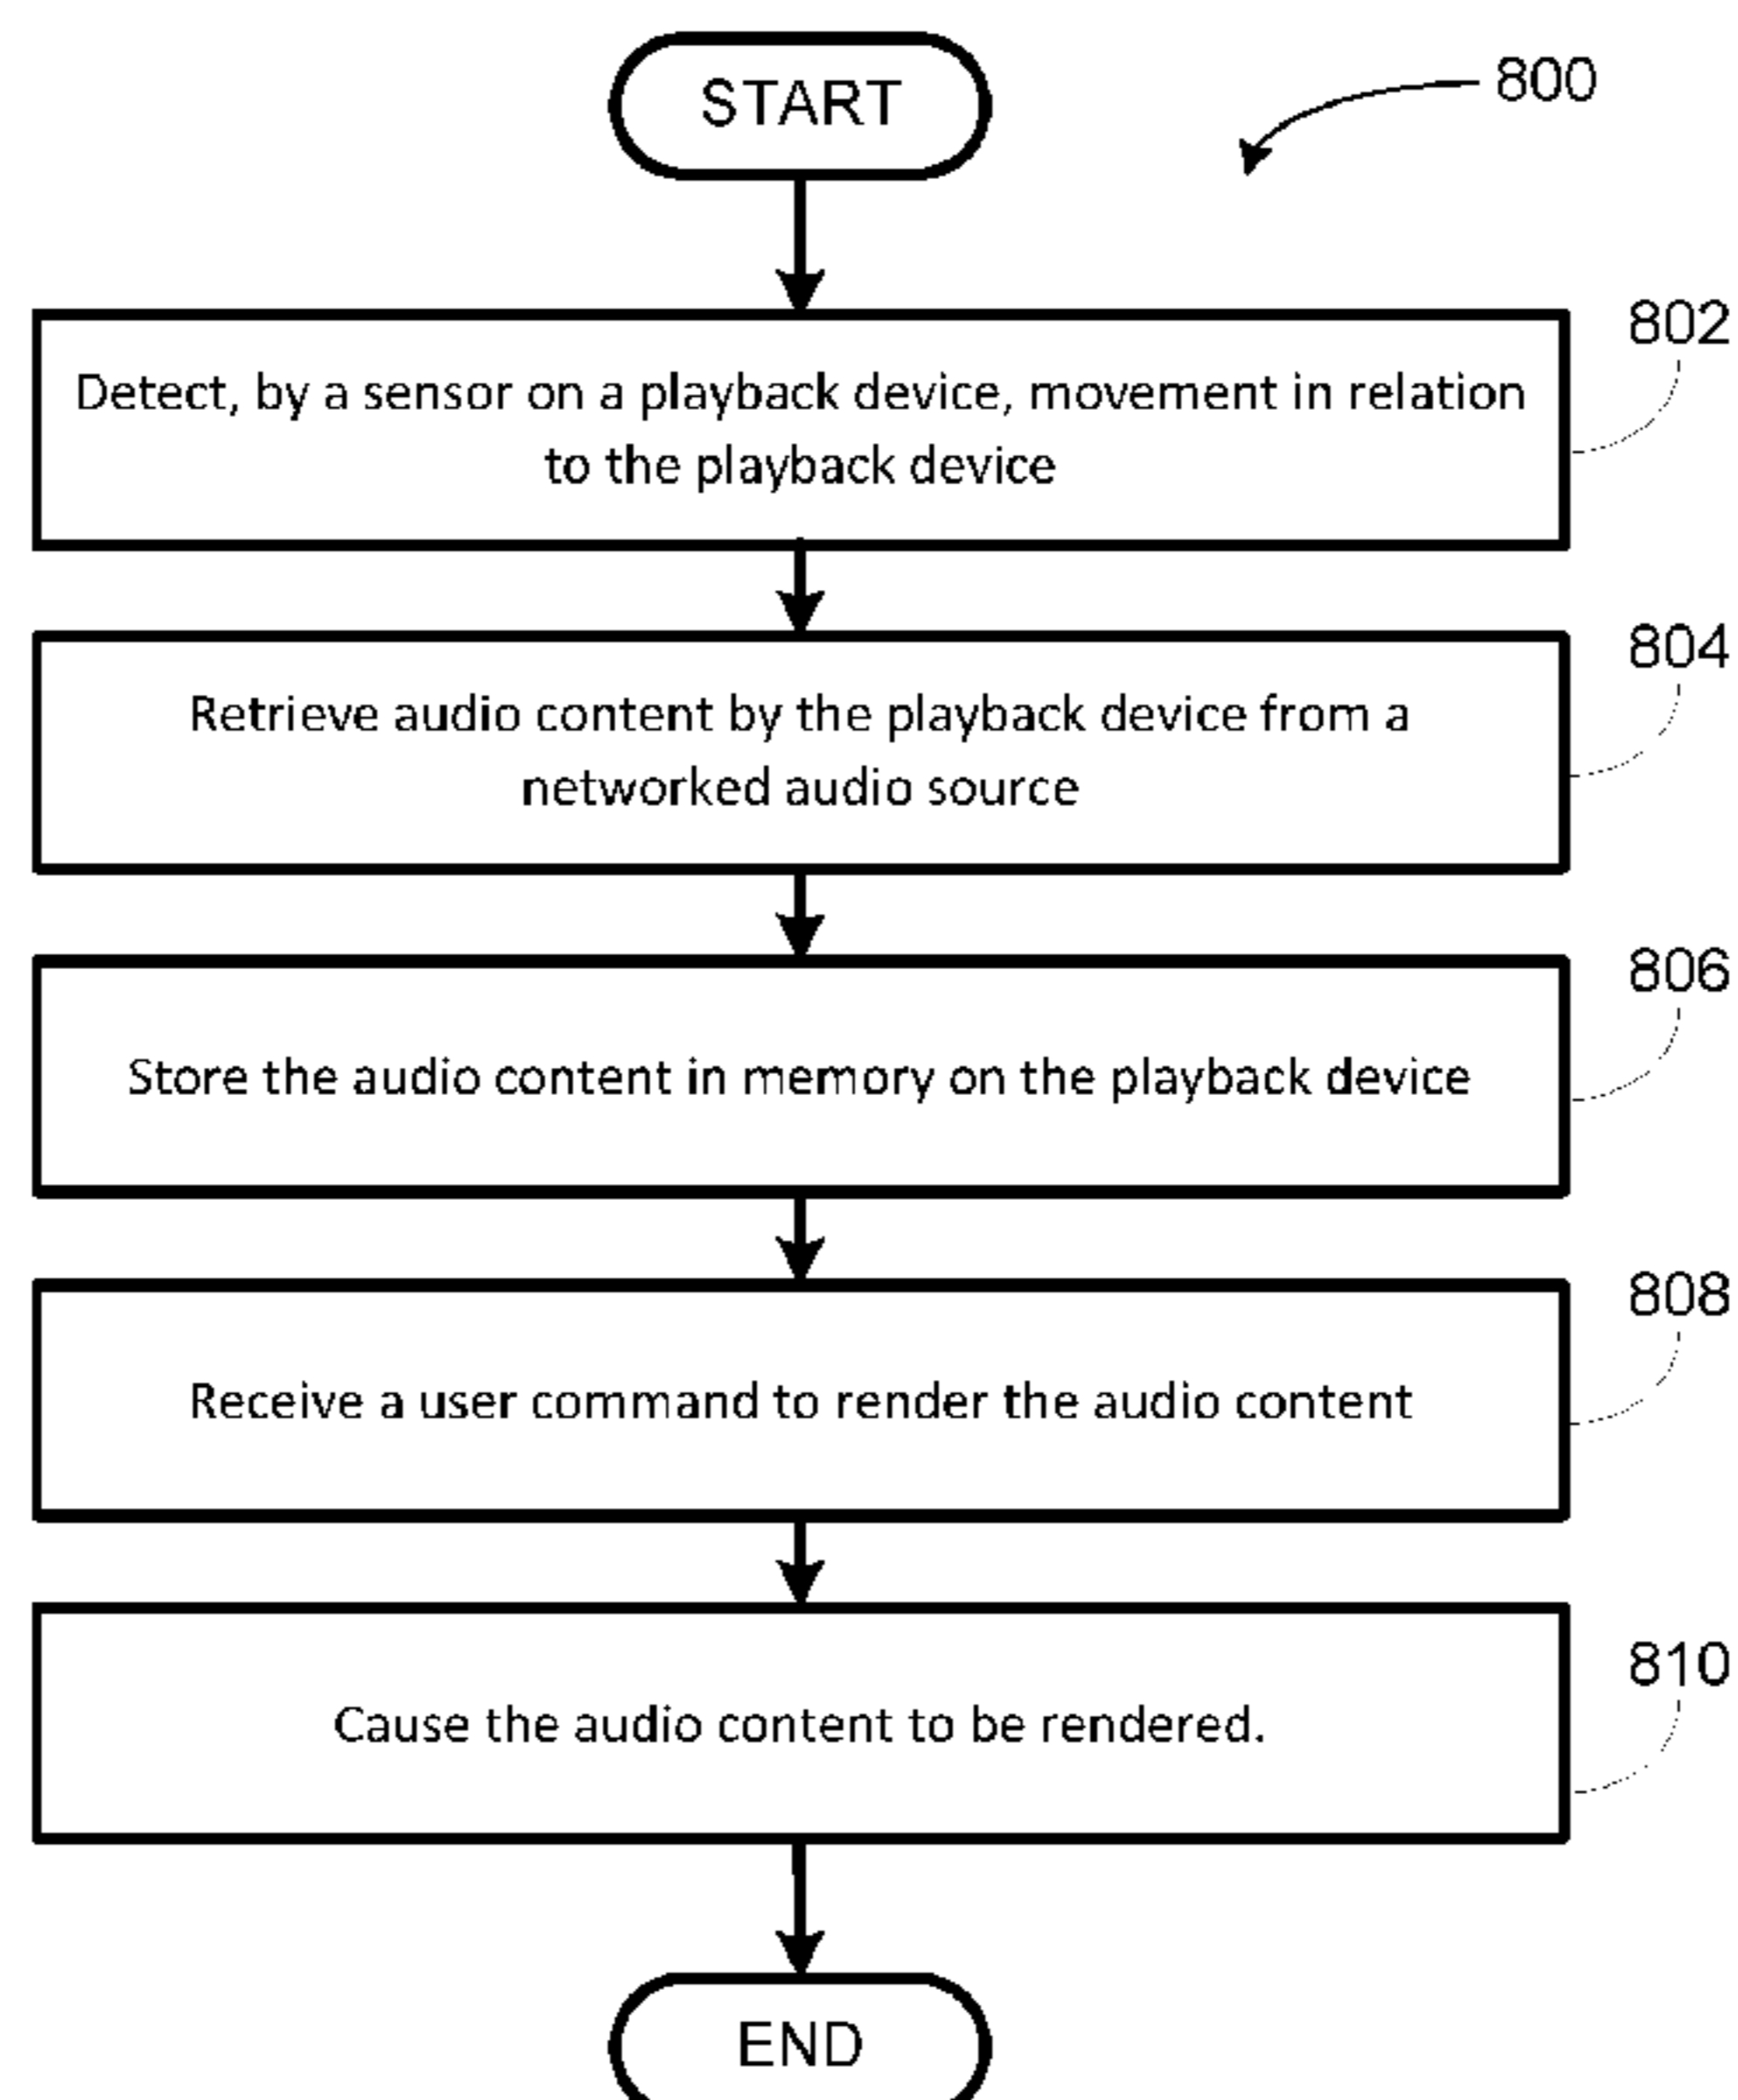 START
800
802
Detect, by a sensor on a playback device, movement in relation
to the playback device
804
Retrieve audio content by the playback device from a
networked audio source
806
Store the audio content in memory on the playback device
808
Receive a user command to render the audio content
810
Cause the audio content to be rendered.
END